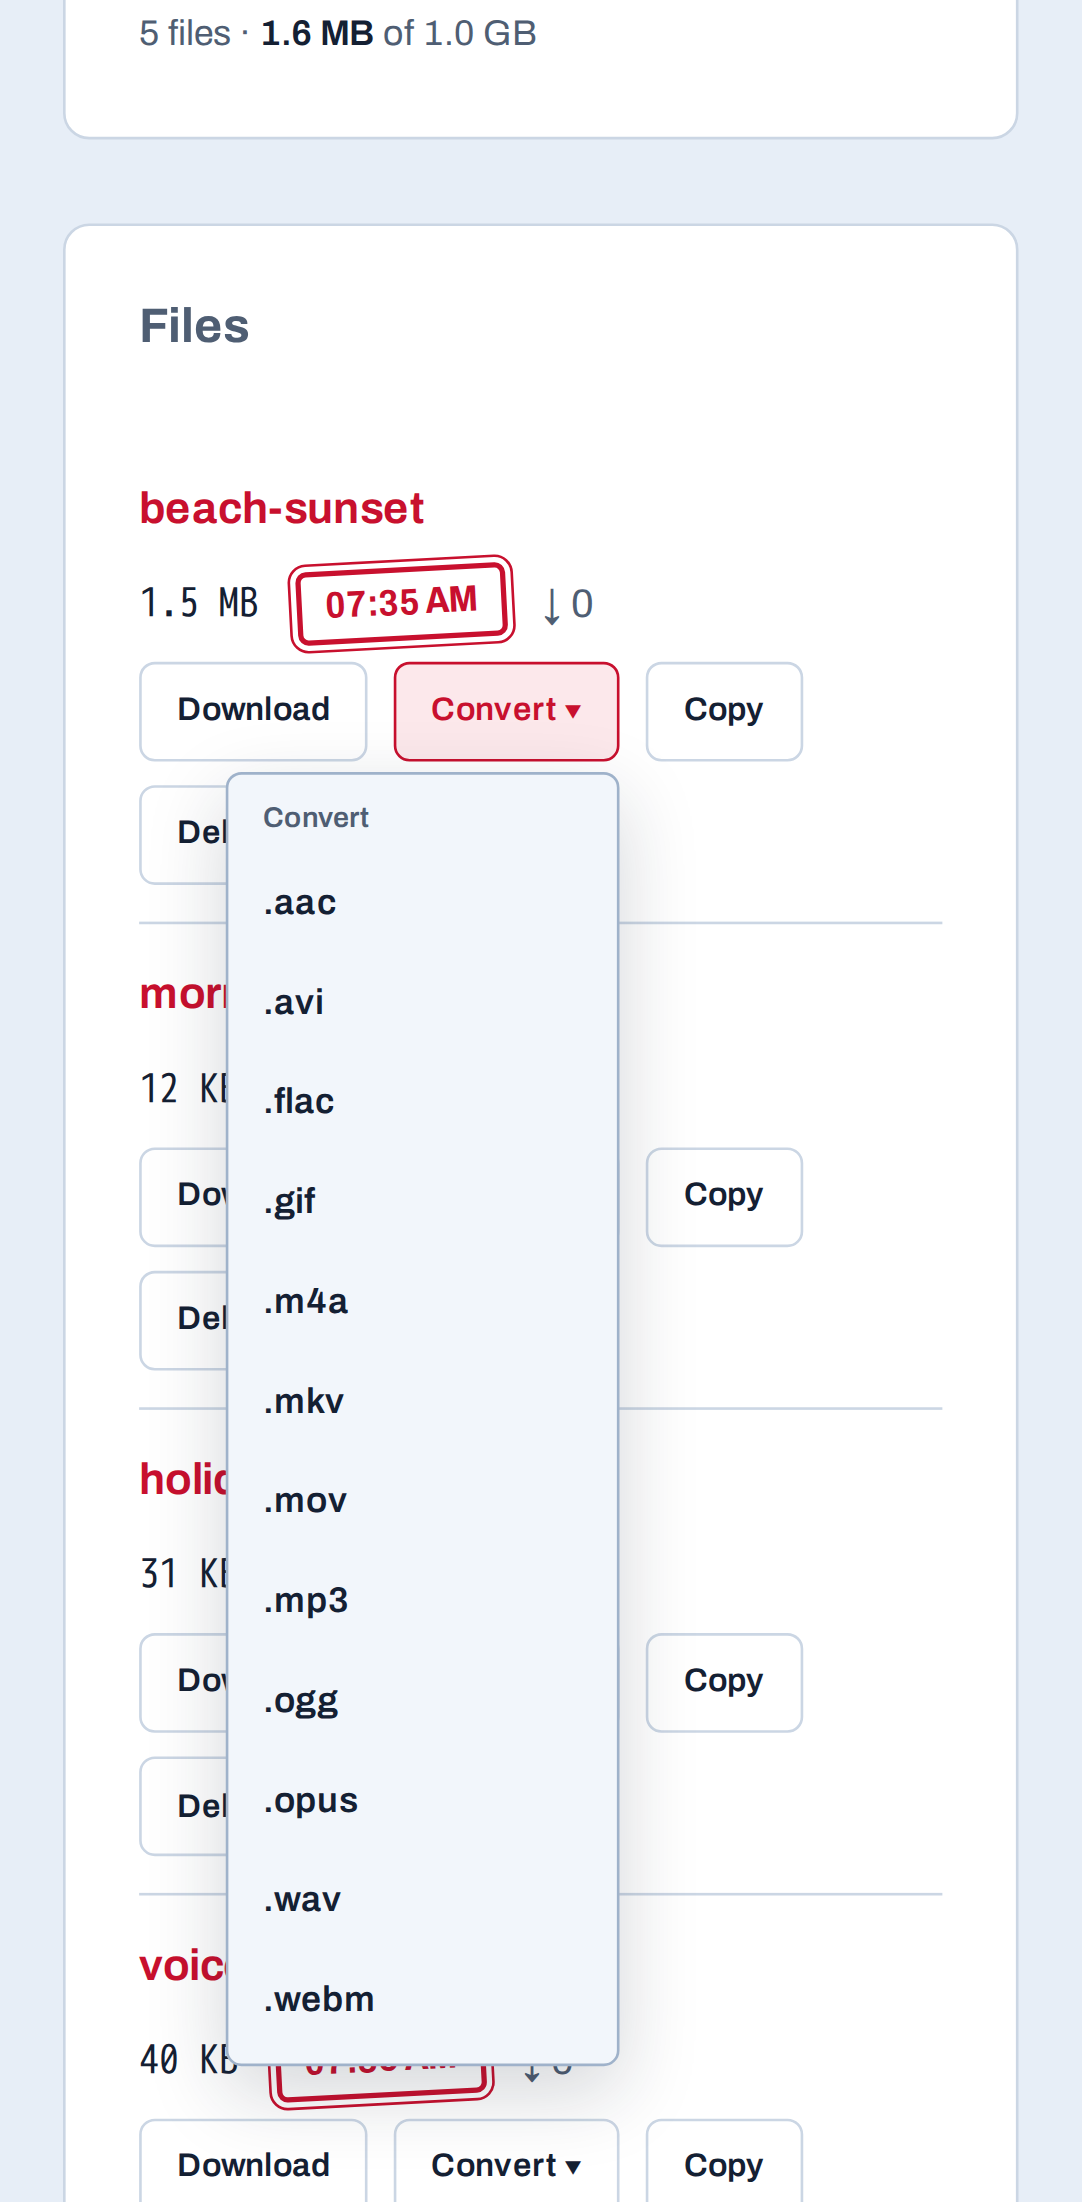 5 files · 1.6 MB of 1.0 GB
Files
beach-sunset
1.5 MB 07:35 AM ↓ 0
Download Convert ▾ Copy
Convert
.aac
.avi
.flac
.gif
.m4a
.mkv
.mov
.mp3
.ogg
.opus
.wav
.webm
12
Copy
31
Copy
40 KB
Download Convert ▾ Copy